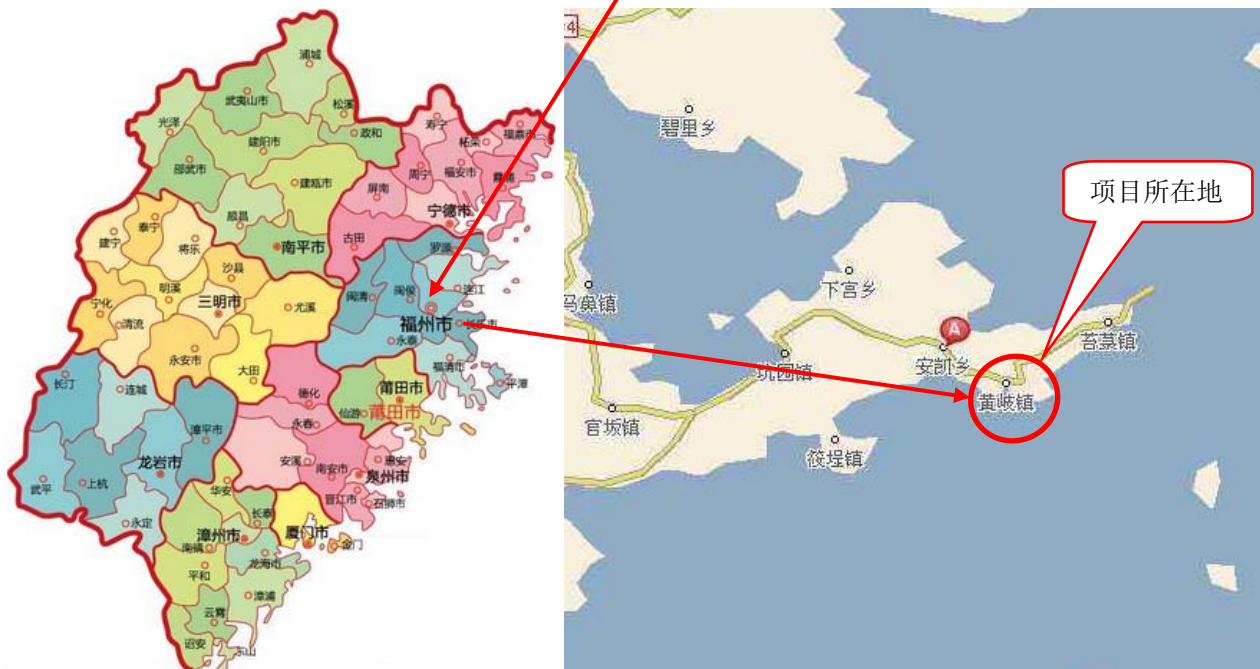 浦城
武夷山市
松溪
光泽
政和
寿宁
福鼎市
柘荣
建阳市
邵武市
周宁
福安市
霞浦
建瓯市
屏南
宁德市
顺昌
泰宁
建宁
将乐
南平市
古田
罗源
沙县
明溪
宁化
三明市
尤溪
闽清
闽侯
连江
福州市
长乐市
清流
永泰
永安市
福清市
大田
平潭
长汀
连城
德化
莆田市
仙游
莆田市
漳平市
永春
龙岩市
安溪
南安市
惠安
泉州市
武平
上杭
华安
晋江市
石狮市
永定
长泰
厦门市
漳州市
金门
南靖
龙海市
平和
漳浦
云霄
诏安
东山
4
碧里乡
项目所在地
下宫乡
马鼻镇
A
苔菉镇
安凯乡
坑园镇
黄岐镇
官坂镇
筱埕镇